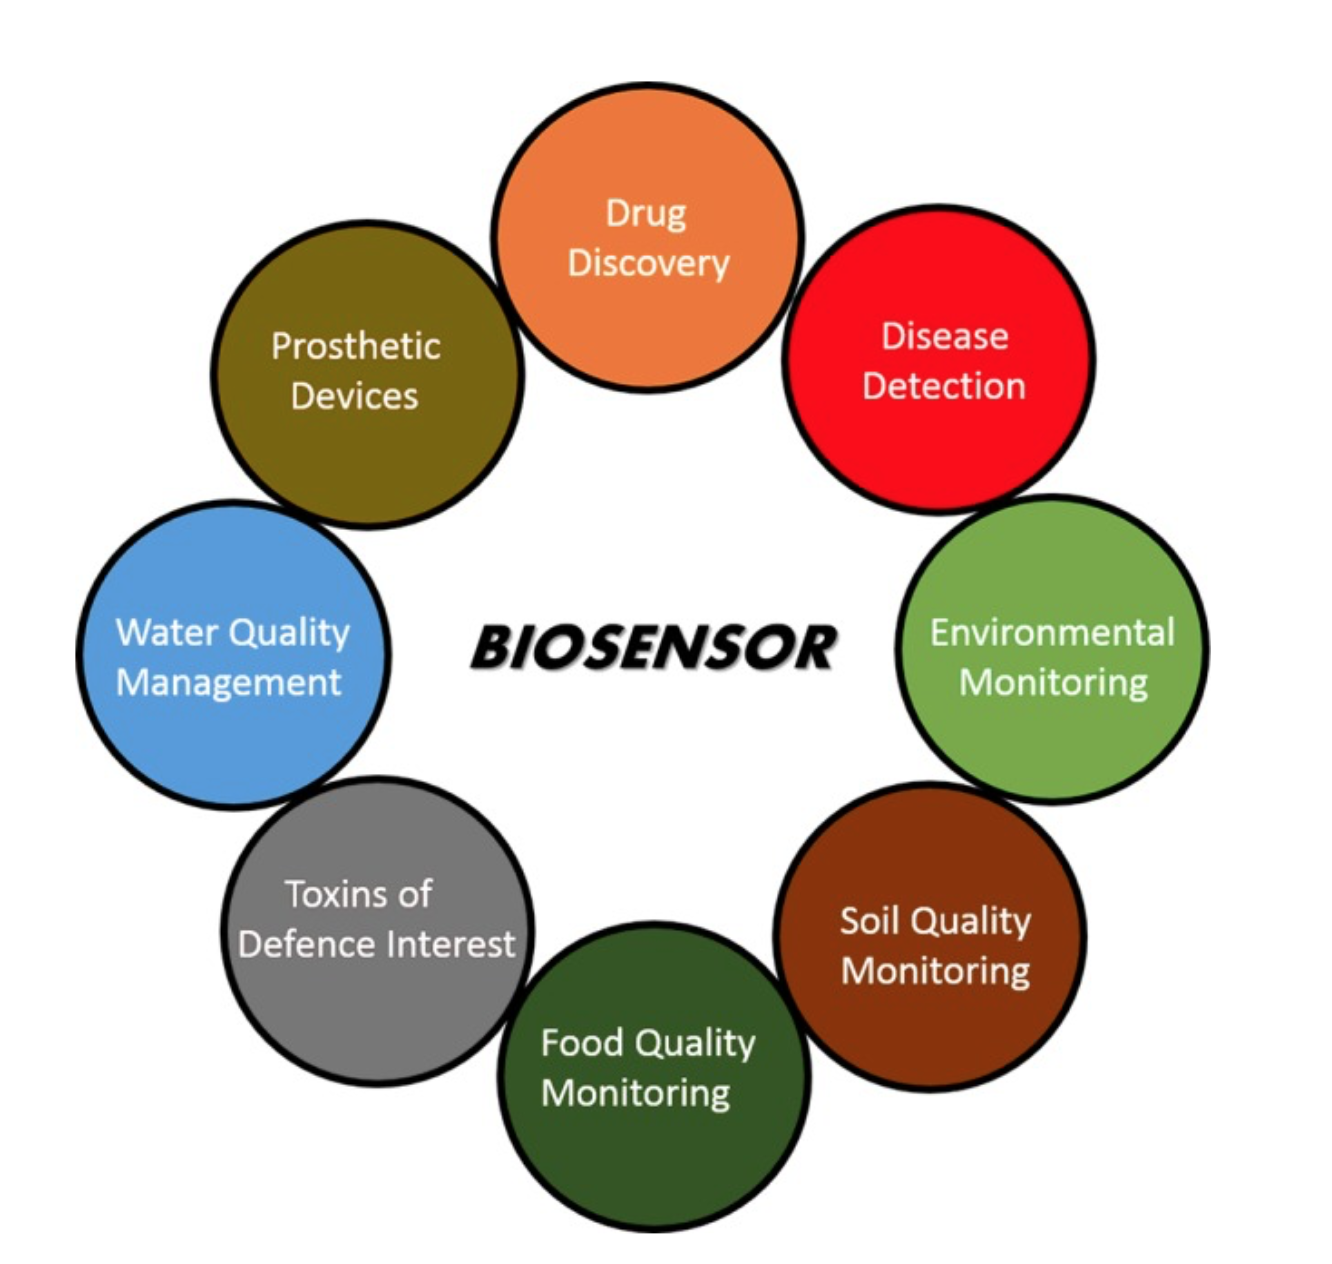 Drug
Discovery
Disease
Detection
Environmental
Monitoring
Soil Quality
Monitoring
Food Quality
Monitoring
Toxins of
Defence Interest
Water Quality
Management
Prosthetic
Devices
BIOSENSOR